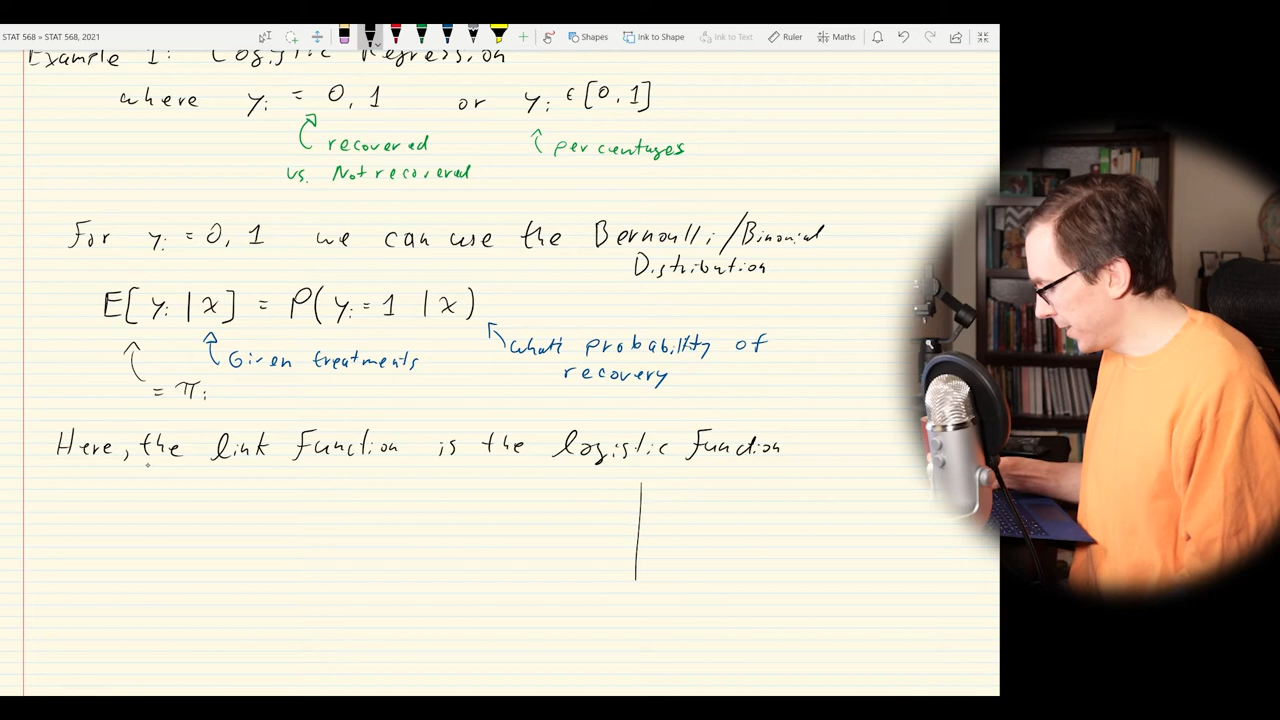 STAT 568 » STAT 568, 2021
Shapes
Ink to Shape
Ink to Text
Ruler
Maths
Example 1: Logistic Regression
where yi = 0, 1 or yi ∈ [0, 1]
recovered
vs. Not recovered
percentages
For yi = 0, 1 we can use the Bernoulli/Binomial
Distribution
E[ yi | x ] = P( yi = 1 | x )
Given treatments
what probability of
recovery
= πi
Here, the link function is the logistic function